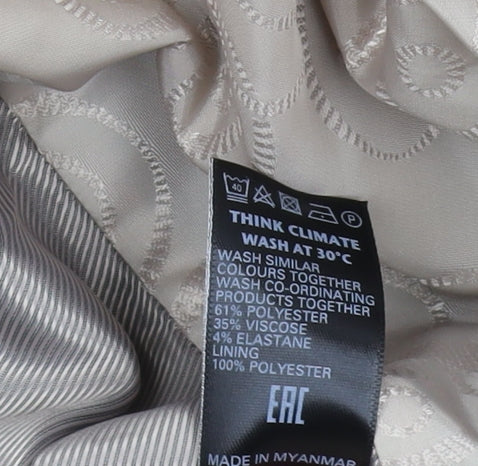 40 P
THINK CLIMATE
WASH AT 30°C
WASH SIMILAR
COLOURS TOGETHER
WASH CO-ORDINATING
PRODUCTS TOGETHER
61% POLYESTER
35% VISCOSE
4% ELASTANE
LINING
100% POLYESTER
EAC
MADE IN MYANMAR